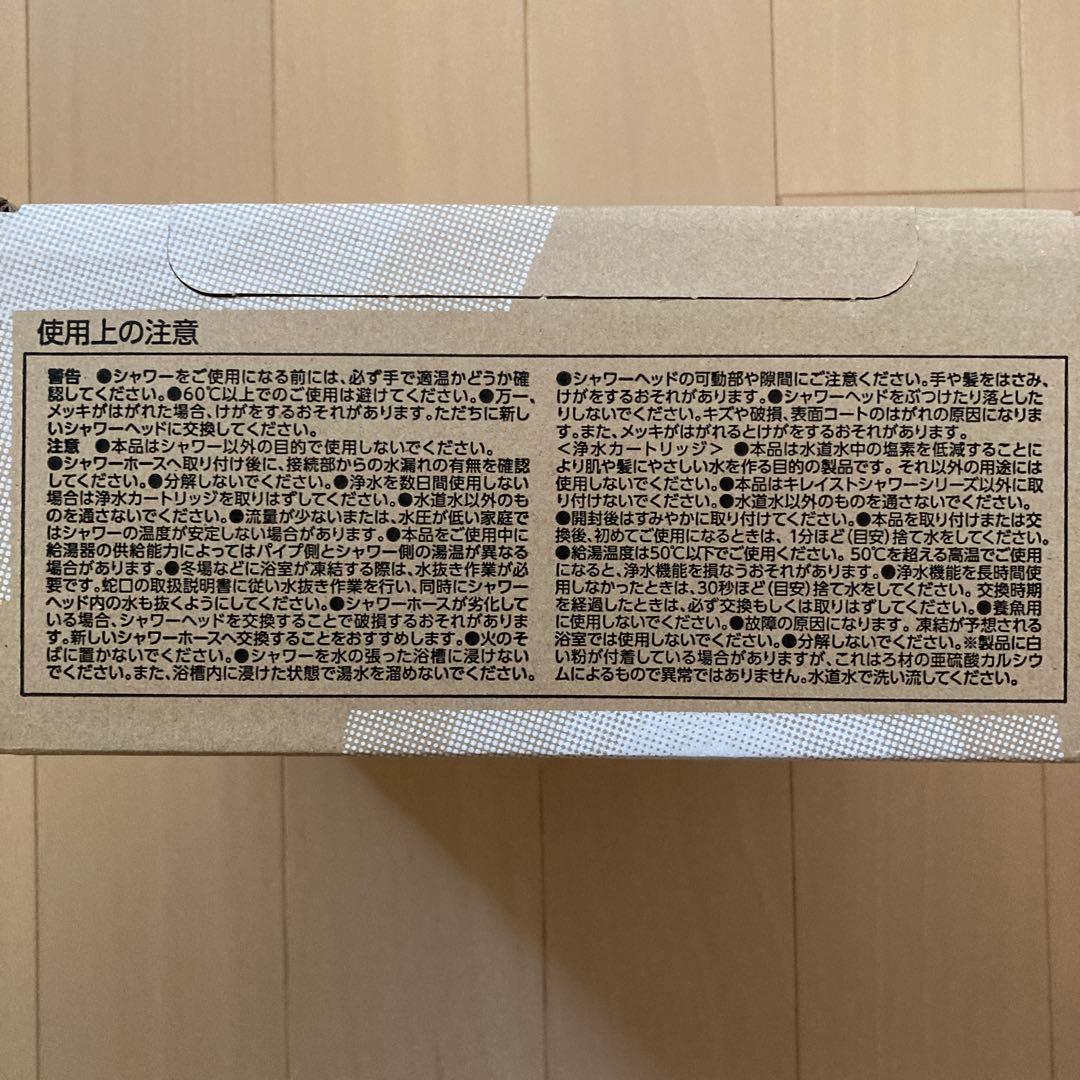 使用上の注意
警告 ●シャワーをご使用になる前には、必ず手で適温かどうか確
認してください。●60℃以上でのご使用は避けてください。●万一、
メッキがはがれた場合、けがをするおそれがあります。ただちに新し
いシャワーヘッドに交換してください。
注意 ●本品はシャワー以外の目的で使用しないでください。
●シャワーホースへ取り付け後に、接続部からの水漏れの有無を確認
してください。●分解しないでください。●浄水を数日間使用しない
場合は浄水カートリッジを取りはずしてください。●水道水以外のも
のを通さないでください。●流量が少ないまたは、水圧が低い家庭で
はシャワーの温度が安定しない場合があります。●本品をご使用中に
給湯器の供給能力によってはパイプ側とシャワー側の湯温が異なる
場合があります。●冬場などに浴室が凍結する際は、水抜き作業が必
要です。蛇口の取扱説明書に従い水抜き作業を行い、同時にシャワー
ヘッド内の水も抜くようにしてください。●シャワーホースが劣化して
いる場合、シャワーヘッドを交換することで破損するおそれがありま
す。新しいシャワーホースへ交換することをおすすめします。●火のそ
ばに置かないでください。●シャワーを水の張った浴槽に浸けない
でください。また、浴槽内に浸けた状態で湯水を溜めないでください。
●シャワーヘッドの可動部や隙間にご注意ください。手や髪をはさみ、
けがをするおそれがあります。●シャワーヘッドをぶつけたり落とした
りしないでください。キズや破損、表面コートのはがれの原因になりま
す。また、メッキがはがれるとけがをするおそれがあります。
＜浄水カートリッジ＞ ●本品は水道水中の塩素を低減することに
より肌や髪にやさしい水を作る目的の製品です。それ以外の用途には
使用しないでください。●本品はキレイストシャワーシリーズ以外に取
り付けないでください。●水道水以外のものを通さないでください。
●開封後はすみやかに取り付けてください。●本品を取り付けまたは交
換後、初めてご使用になるときは、1分ほど(目安)捨て水をしてください。
●給湯温度は50℃以下でご使用ください。50℃を超える高温でご使用
になると、浄水機能を損なうおそれがあります。●浄水機能を長時間使
用しなかったときは、30秒ほど(目安)捨て水をしてください。交換時期
を経過したときは、必ず交換もしくは取りはずしてください。●養魚用
に使用しないでください。●故障の原因になります。凍結が予想される
浴室では使用しないでください。●分解しないでください。※製品に白
い粉が付着している場合がありますが、これはろ材の亜硫酸カルシウ
ムによるもので異常ではありません。水道水で洗い流してください。